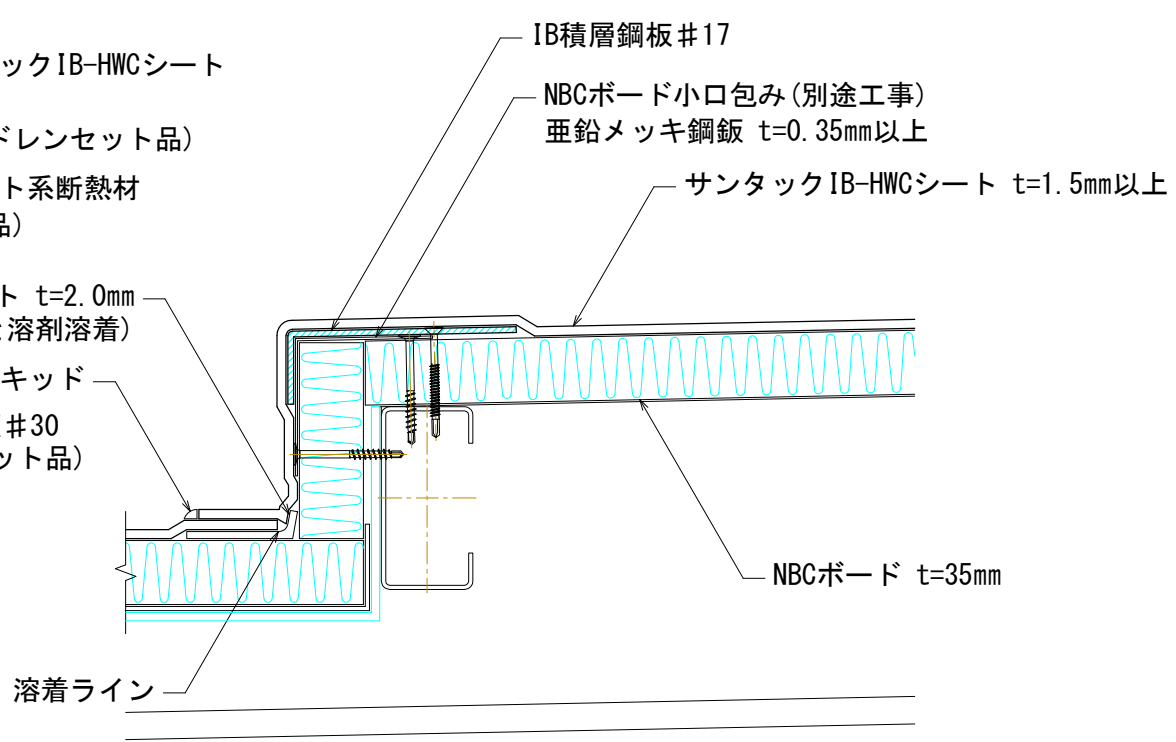 IB積層鋼板＃17
ックIB-HWCシート
NBCボード小口包み(別途工事)
亜鉛メッキ鋼鈑 t=0.35mm以上
ドレンセット品)
ト系断熱材
品)
サンタックIB-HWCシート t=1.5mm以上
ト t=2.0mm
溶剤溶着)
キッド
＃30
ット品)
NBCボード t=35mm
溶着ライン